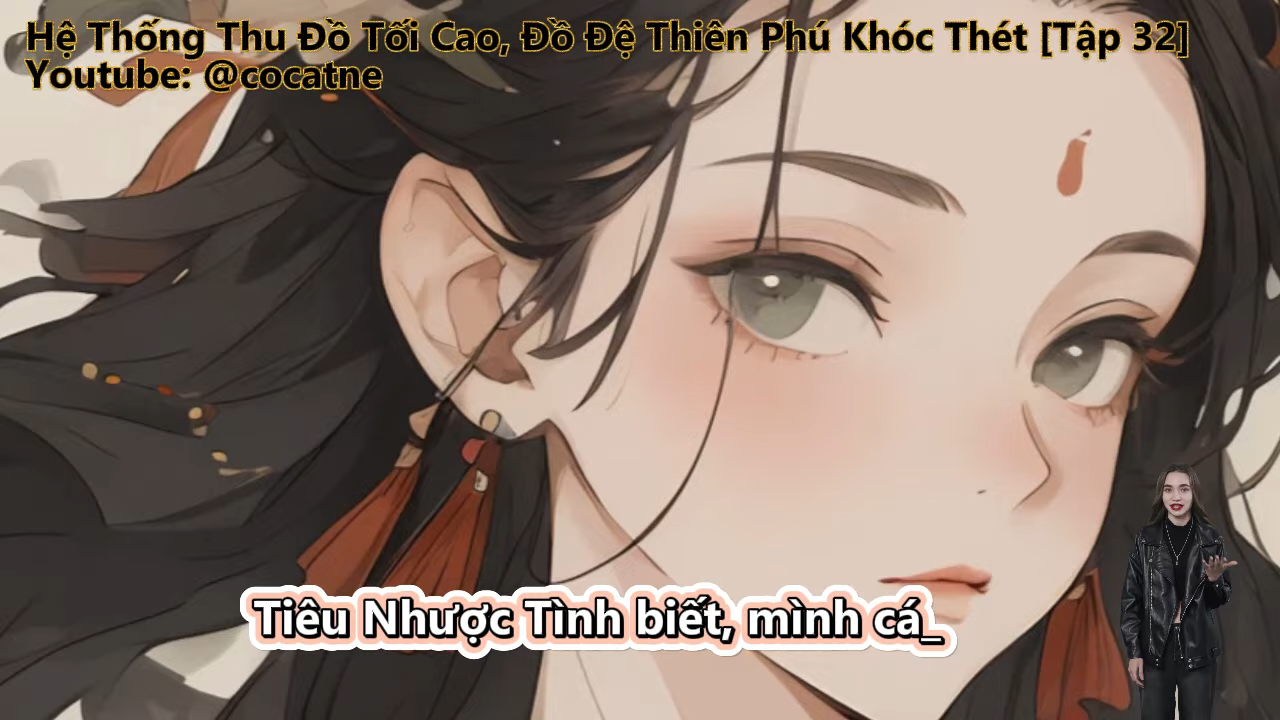 Hệ Thống Thu Đồ Tối Cao, Đồ Đệ Thiên Phú Khóc Thét [Tập 32]
Youtube: @cocatne
Tiêu Nhược Tình biết, mình cá_